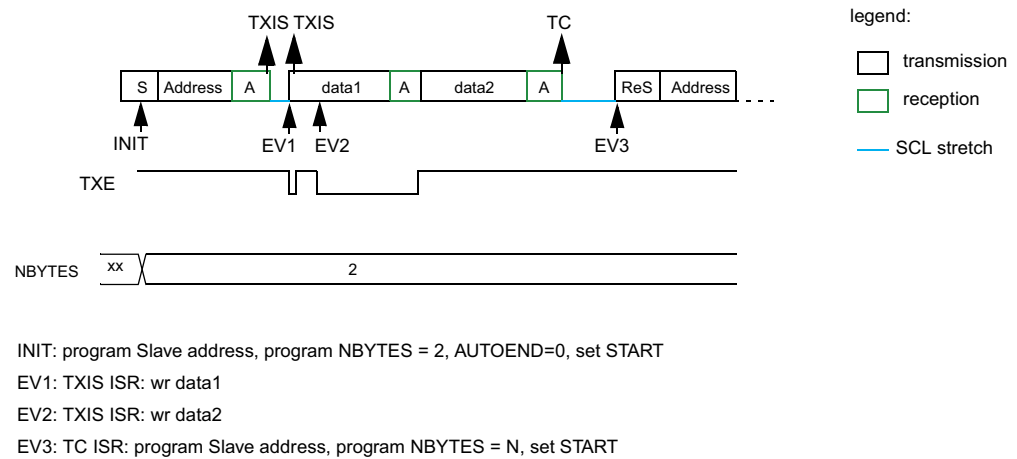 legend:
TXIS TXIS TC
transmission
S Address A data1 A data2 A ReS Address
reception
INIT EV1 EV2 EV3
SCL stretch
TXE
NBYTES xx 2
INIT: program Slave address, program NBYTES = 2, AUTOEND=0, set START
EV1: TXIS ISR: wr data1
EV2: TXIS ISR: wr data2
EV3: TC ISR: program Slave address, program NBYTES = N, set START